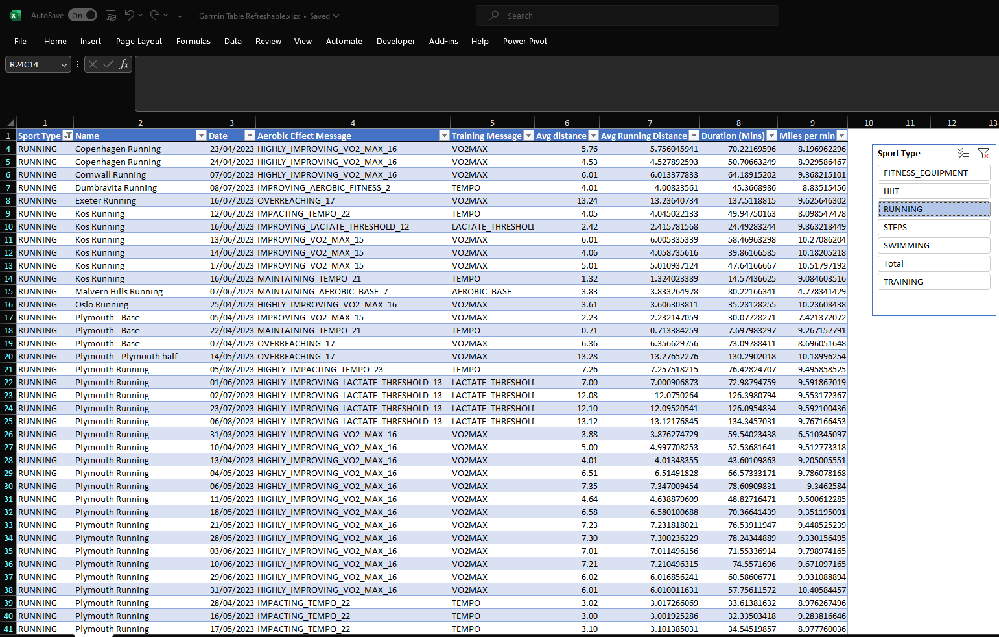 AutoSave On Garmin Table Refreshable.xlsx • Saved Search
File Home Insert Page Layout Formulas Data Review View Automate Developer Add-ins Help Power Pivot
R24C14 fx
1 2 3 4 5 6 7 8 9 10 11 12 13
1 Sport Type Name Date Aerobic Effect Message Training Message Avg distance Avg Running Distance Duration (Mins) Miles per min
4 RUNNING Copenhagen Running 23/04/2023 HIGHLY_IMPROVING_VO2_MAX_16 VO2MAX 5.76 5.756045941 70.22169596 8.196962296
5 RUNNING Copenhagen Running 24/04/2023 HIGHLY_IMPROVING_VO2_MAX_16 VO2MAX 4.53 4.527892593 50.70663249 8.929586467
6 RUNNING Cornwall Running 07/05/2023 HIGHLY_IMPROVING_VO2_MAX_16 VO2MAX 6.01 6.013377833 64.18915202 9.368215101
7 RUNNING Dumbravita Running 08/07/2023 IMPROVING_AEROBIC_FITNESS_2 TEMPO 4.01 4.00823561 45.3668986 8.83515456
8 RUNNING Exeter Running 16/07/2023 OVERREACHING_17 VO2MAX 13.24 13.23640734 137.5118815 9.625646302
9 RUNNING Kos Running 12/06/2023 IMPACTING_TEMPO_22 TEMPO 4.05 4.045022133 49.94750163 8.098547478
10 RUNNING Kos Running 16/06/2023 IMPROVING_LACTATE_THRESHOLD_12 LACTATE_THRESHOLD 2.42 2.415781568 24.49283244 9.863218449
11 RUNNING Kos Running 13/06/2023 IMPROVING_VO2_MAX_15 VO2MAX 6.01 6.005335339 58.46963298 10.27086204
12 RUNNING Kos Running 14/06/2023 IMPROVING_VO2_MAX_15 VO2MAX 4.06 4.058735616 39.86166585 10.18205218
13 RUNNING Kos Running 17/06/2023 IMPROVING_VO2_MAX_15 VO2MAX 5.01 5.010937124 47.64166667 10.51797192
14 RUNNING Kos Running 16/06/2023 MAINTAINING_TEMPO_21 TEMPO 1.32 1.324023389 14.57436625 9.084603516
15 RUNNING Malvern Hills Running 07/06/2023 MAINTAINING_AEROBIC_BASE_7 AEROBIC_BASE 3.83 3.833264978 80.22166341 4.778341429
16 RUNNING Oslo Running 25/04/2023 HIGHLY_IMPROVING_VO2_MAX_16 VO2MAX 3.61 3.606303811 35.23128255 10.23608438
17 RUNNING Plymouth - Base 05/04/2023 IMPROVING_VO2_MAX_15 VO2MAX 2.23 2.232147059 30.07728271 7.421372072
18 RUNNING Plymouth - Base 22/04/2023 MAINTAINING_TEMPO_21 TEMPO 0.71 0.713384259 7.697983297 9.267157791
19 RUNNING Plymouth - Base 07/04/2023 OVERREACHING_17 VO2MAX 6.36 6.356629756 73.09788411 8.696051648
20 RUNNING Plymouth - Plymouth half 14/05/2023 OVERREACHING_17 VO2MAX 13.28 13.27652276 130.2902018 10.18996254
21 RUNNING Plymouth Running 05/08/2023 HIGHLY_IMPACTING_TEMPO_23 TEMPO 7.26 7.257518215 76.42824707 9.495858525
22 RUNNING Plymouth Running 01/06/2023 HIGHLY_IMPROVING_LACTATE_THRESHOLD_13 LACTATE_THRESHOLD 7.00 7.000906873 72.98794759 9.591867019
23 RUNNING Plymouth Running 02/07/2023 HIGHLY_IMPROVING_LACTATE_THRESHOLD_13 LACTATE_THRESHOLD 12.08 12.0750264 126.3980794 9.553172367
24 RUNNING Plymouth Running 23/07/2023 HIGHLY_IMPROVING_LACTATE_THRESHOLD_13 LACTATE_THRESHOLD 12.10 12.09520541 126.0954834 9.592100436
25 RUNNING Plymouth Running 06/08/2023 HIGHLY_IMPROVING_LACTATE_THRESHOLD_13 LACTATE_THRESHOLD 13.12 13.12176845 134.3457031 9.767166453
26 RUNNING Plymouth Running 31/03/2023 HIGHLY_IMPROVING_VO2_MAX_16 VO2MAX 3.88 3.876274729 59.54023438 6.510345097
27 RUNNING Plymouth Running 10/04/2023 HIGHLY_IMPROVING_VO2_MAX_16 VO2MAX 5.00 4.997708253 52.53681641 9.512773318
28 RUNNING Plymouth Running 13/04/2023 HIGHLY_IMPROVING_VO2_MAX_16 VO2MAX 4.01 4.01348355 43.60109863 9.205005551
29 RUNNING Plymouth Running 04/05/2023 HIGHLY_IMPROVING_VO2_MAX_16 VO2MAX 6.51 6.51491828 66.57333171 9.786078168
30 RUNNING Plymouth Running 06/05/2023 HIGHLY_IMPROVING_VO2_MAX_16 VO2MAX 7.35 7.347009454 78.60909831 9.3462584
31 RUNNING Plymouth Running 11/05/2023 HIGHLY_IMPROVING_VO2_MAX_16 VO2MAX 4.64 4.638879609 48.82716471 9.500612285
32 RUNNING Plymouth Running 18/05/2023 HIGHLY_IMPROVING_VO2_MAX_16 VO2MAX 6.58 6.580100688 70.36641439 9.351195091
33 RUNNING Plymouth Running 21/05/2023 HIGHLY_IMPROVING_VO2_MAX_16 VO2MAX 7.23 7.231818021 76.53911947 9.448525239
34 RUNNING Plymouth Running 28/05/2023 HIGHLY_IMPROVING_VO2_MAX_16 VO2MAX 7.30 7.300236229 78.24344889 9.330156495
35 RUNNING Plymouth Running 03/06/2023 HIGHLY_IMPROVING_VO2_MAX_16 VO2MAX 7.01 7.011496156 71.55336914 9.798974165
36 RUNNING Plymouth Running 10/06/2023 HIGHLY_IMPROVING_VO2_MAX_16 VO2MAX 7.21 7.210496315 74.5571696 9.671097165
37 RUNNING Plymouth Running 29/06/2023 HIGHLY_IMPROVING_VO2_MAX_16 VO2MAX 6.02 6.016856241 60.58606771 9.931088894
38 RUNNING Plymouth Running 31/07/2023 HIGHLY_IMPROVING_VO2_MAX_16 VO2MAX 6.01 6.010011631 57.75611572 10.40584457
39 RUNNING Plymouth Running 28/04/2023 IMPACTING_TEMPO_22 TEMPO 3.02 3.017266069 33.61381632 8.976267496
40 RUNNING Plymouth Running 16/05/2023 IMPACTING_TEMPO_22 TEMPO 3.00 3.001925286 32.33503418 9.283816646
41 RUNNING Plymouth Running 17/05/2023 IMPACTING_TEMPO_22 TEMPO 3.10 3.101385031 34.54519857 8.977760036
Sport Type
FITNESS_EQUIPMENT
HIIT
RUNNING
STEPS
SWIMMING
Total
TRAINING